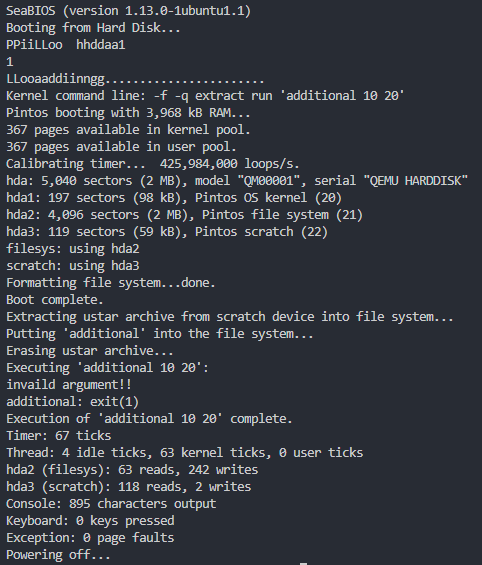 SeaBIOS (version 1.13.0-1ubuntu1.1)
Booting from Hard Disk...
PPiiLLoo  hhddaa1
1
LLooaaddiinngg......................
Kernel command line: -f -q extract run 'additional 10 20'
Pintos booting with 3,968 kB RAM...
367 pages available in kernel pool.
367 pages available in user pool.
Calibrating timer...  425,984,000 loops/s.
hda: 5,040 sectors (2 MB), model "QM00001", serial "QEMU HARDDISK"
hda1: 197 sectors (98 kB), Pintos OS kernel (20)
hda2: 4,096 sectors (2 MB), Pintos file system (21)
hda3: 119 sectors (59 kB), Pintos scratch (22)
filesys: using hda2
scratch: using hda3
Formatting file system...done.
Boot complete.
Extracting ustar archive from scratch device into file system...
Putting 'additional' into the file system...
Erasing ustar archive...
Executing 'additional 10 20':
invaild argument!!
additional: exit(1)
Execution of 'additional 10 20' complete.
Timer: 67 ticks
Thread: 4 idle ticks, 63 kernel ticks, 0 user ticks
hda2 (filesys): 63 reads, 242 writes
hda3 (scratch): 118 reads, 2 writes
Console: 895 characters output
Keyboard: 0 keys pressed
Exception: 0 page faults
Powering off...